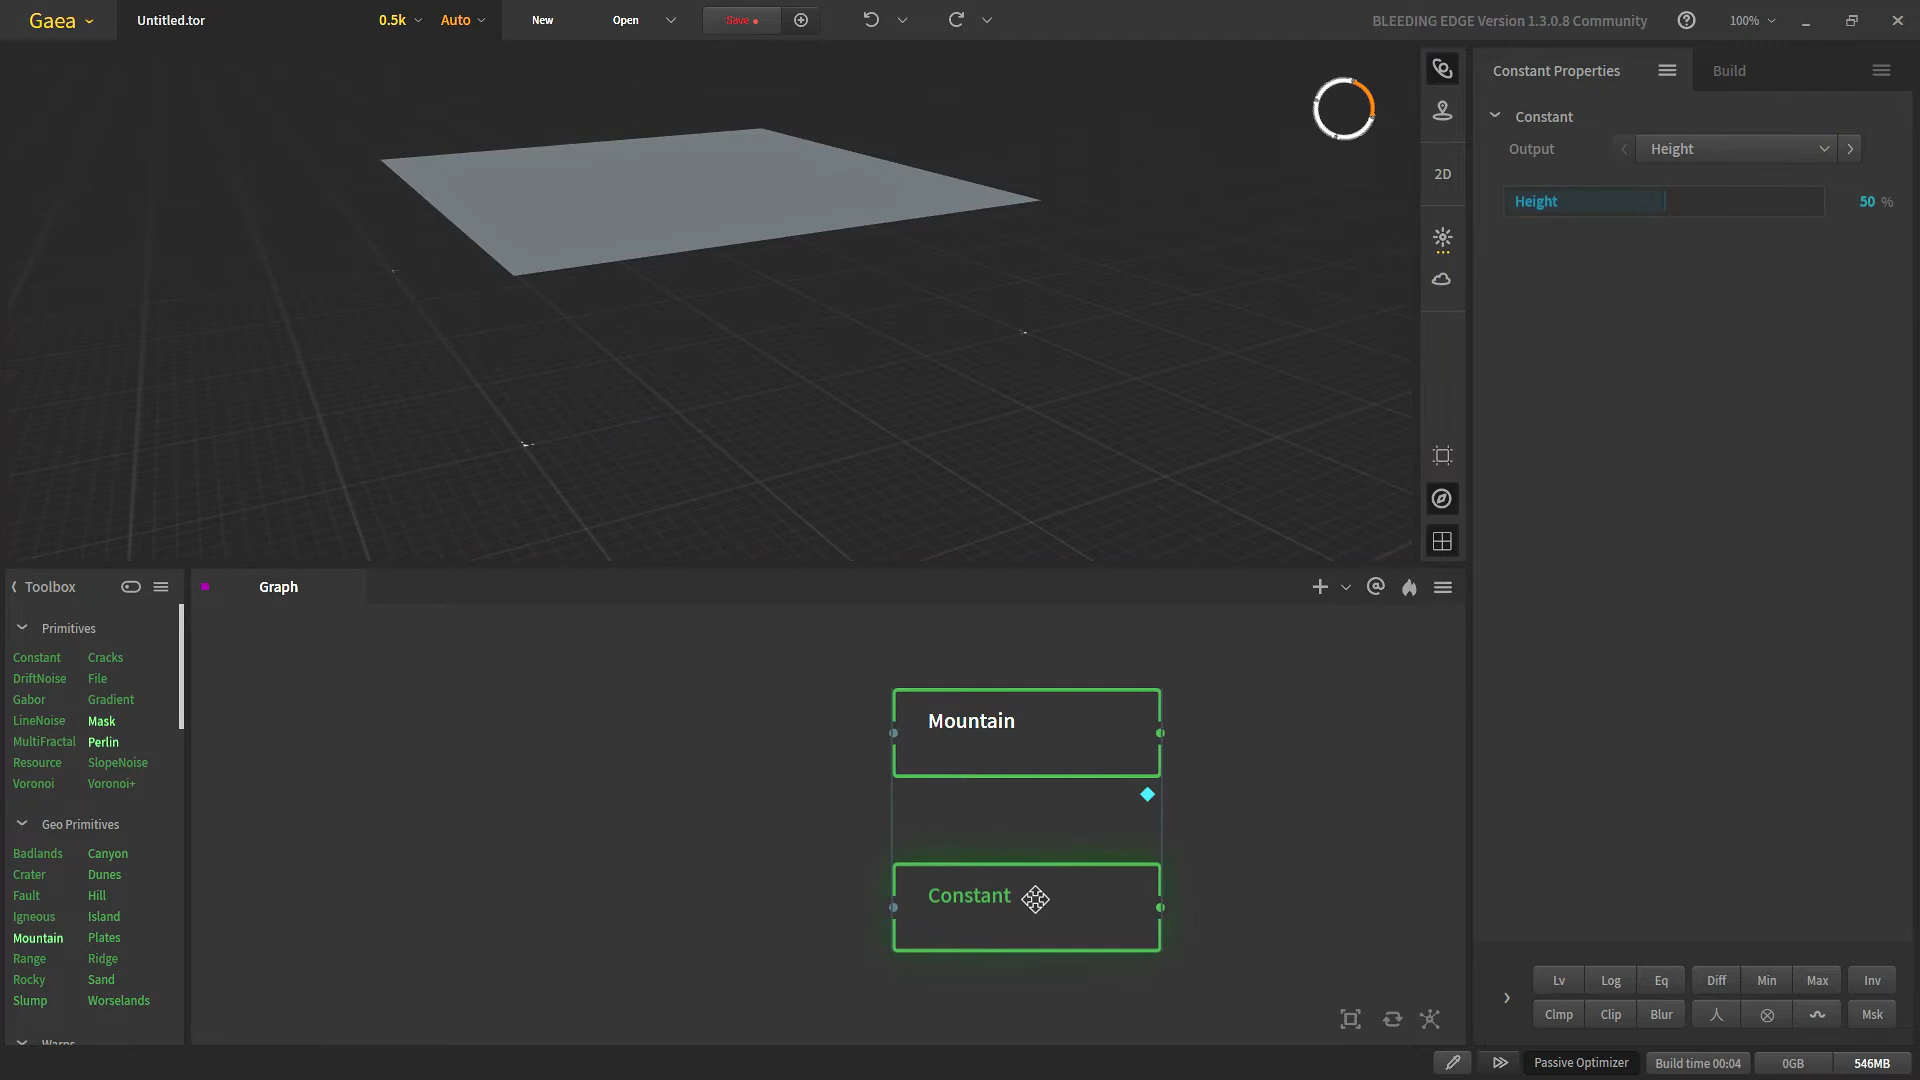 Gaea
Untitled.tor
0.5k
Auto
New
Open
Save
BLEEDING EDGE Version 1.3.0.8 Community
100%
Constant Properties
Build
Constant
Output
Height
Height
50 %
2D
Toolbox
Graph
Primitives
Constant Cracks
DriftNoise File
Gabor Gradient
LineNoise Mask
MultiFractal Perlin
Resource SlopeNoise
Voronoi Voronoi+
Geo Primitives
Badlands Canyon
Crater Dunes
Fault Hill
Igneous Island
Mountain Plates
Range Ridge
Rocky Sand
Slump Worselands
Warps
Mountain
Constant
Lv Log Eq Diff Min Max Inv
Clmp Clip Blur Msk
Passive Optimizer
Build time 00:04
0GB
546MB